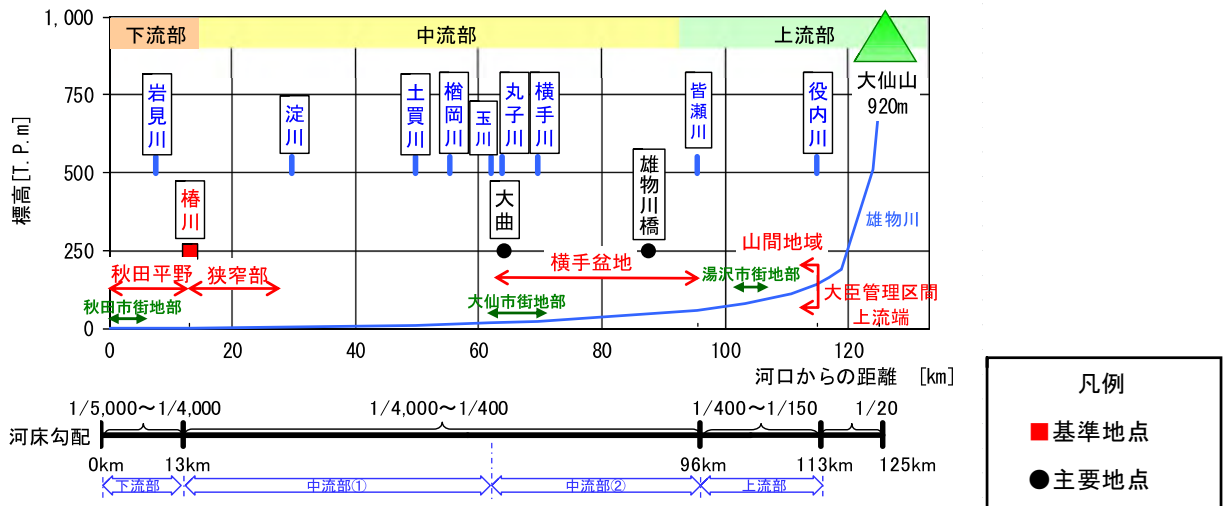 1,000
下流部
中流部
上流部
大仙山
920m
750
500
250
0
標高[T.P.m]
岩見川
淀川
土買川
楢岡川
玉川
丸子川
横手川
皆瀬川
役内川
椿川
大曲
雄物川橋
雄物川
秋田平野
狭窄部
横手盆地
山間地域
湯沢市街地部
大臣管理区間
上流端
秋田市街地部
大仙市街地部
0 20 40 60 80 100 120
河口からの距離 [km]
1/5,000～1/4,000
1/4,000～1/400
1/400～1/150
1/20
河床勾配
0km 13km 96km 113km 125km
下流部 中流部① 中流部② 上流部
凡例
基準地点
主要地点